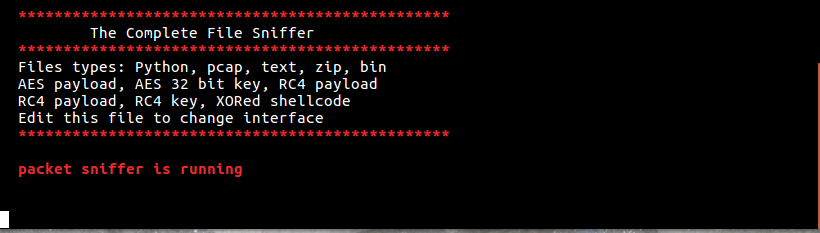 ************************************************
The Complete File Sniffer
************************************************
Files types: Python, pcap, text, zip, bin
AES payload, AES 32 bit key, RC4 payload
RC4 payload, RC4 key, XORed shellcode
Edit this file to change interface
************************************************
packet sniffer is running